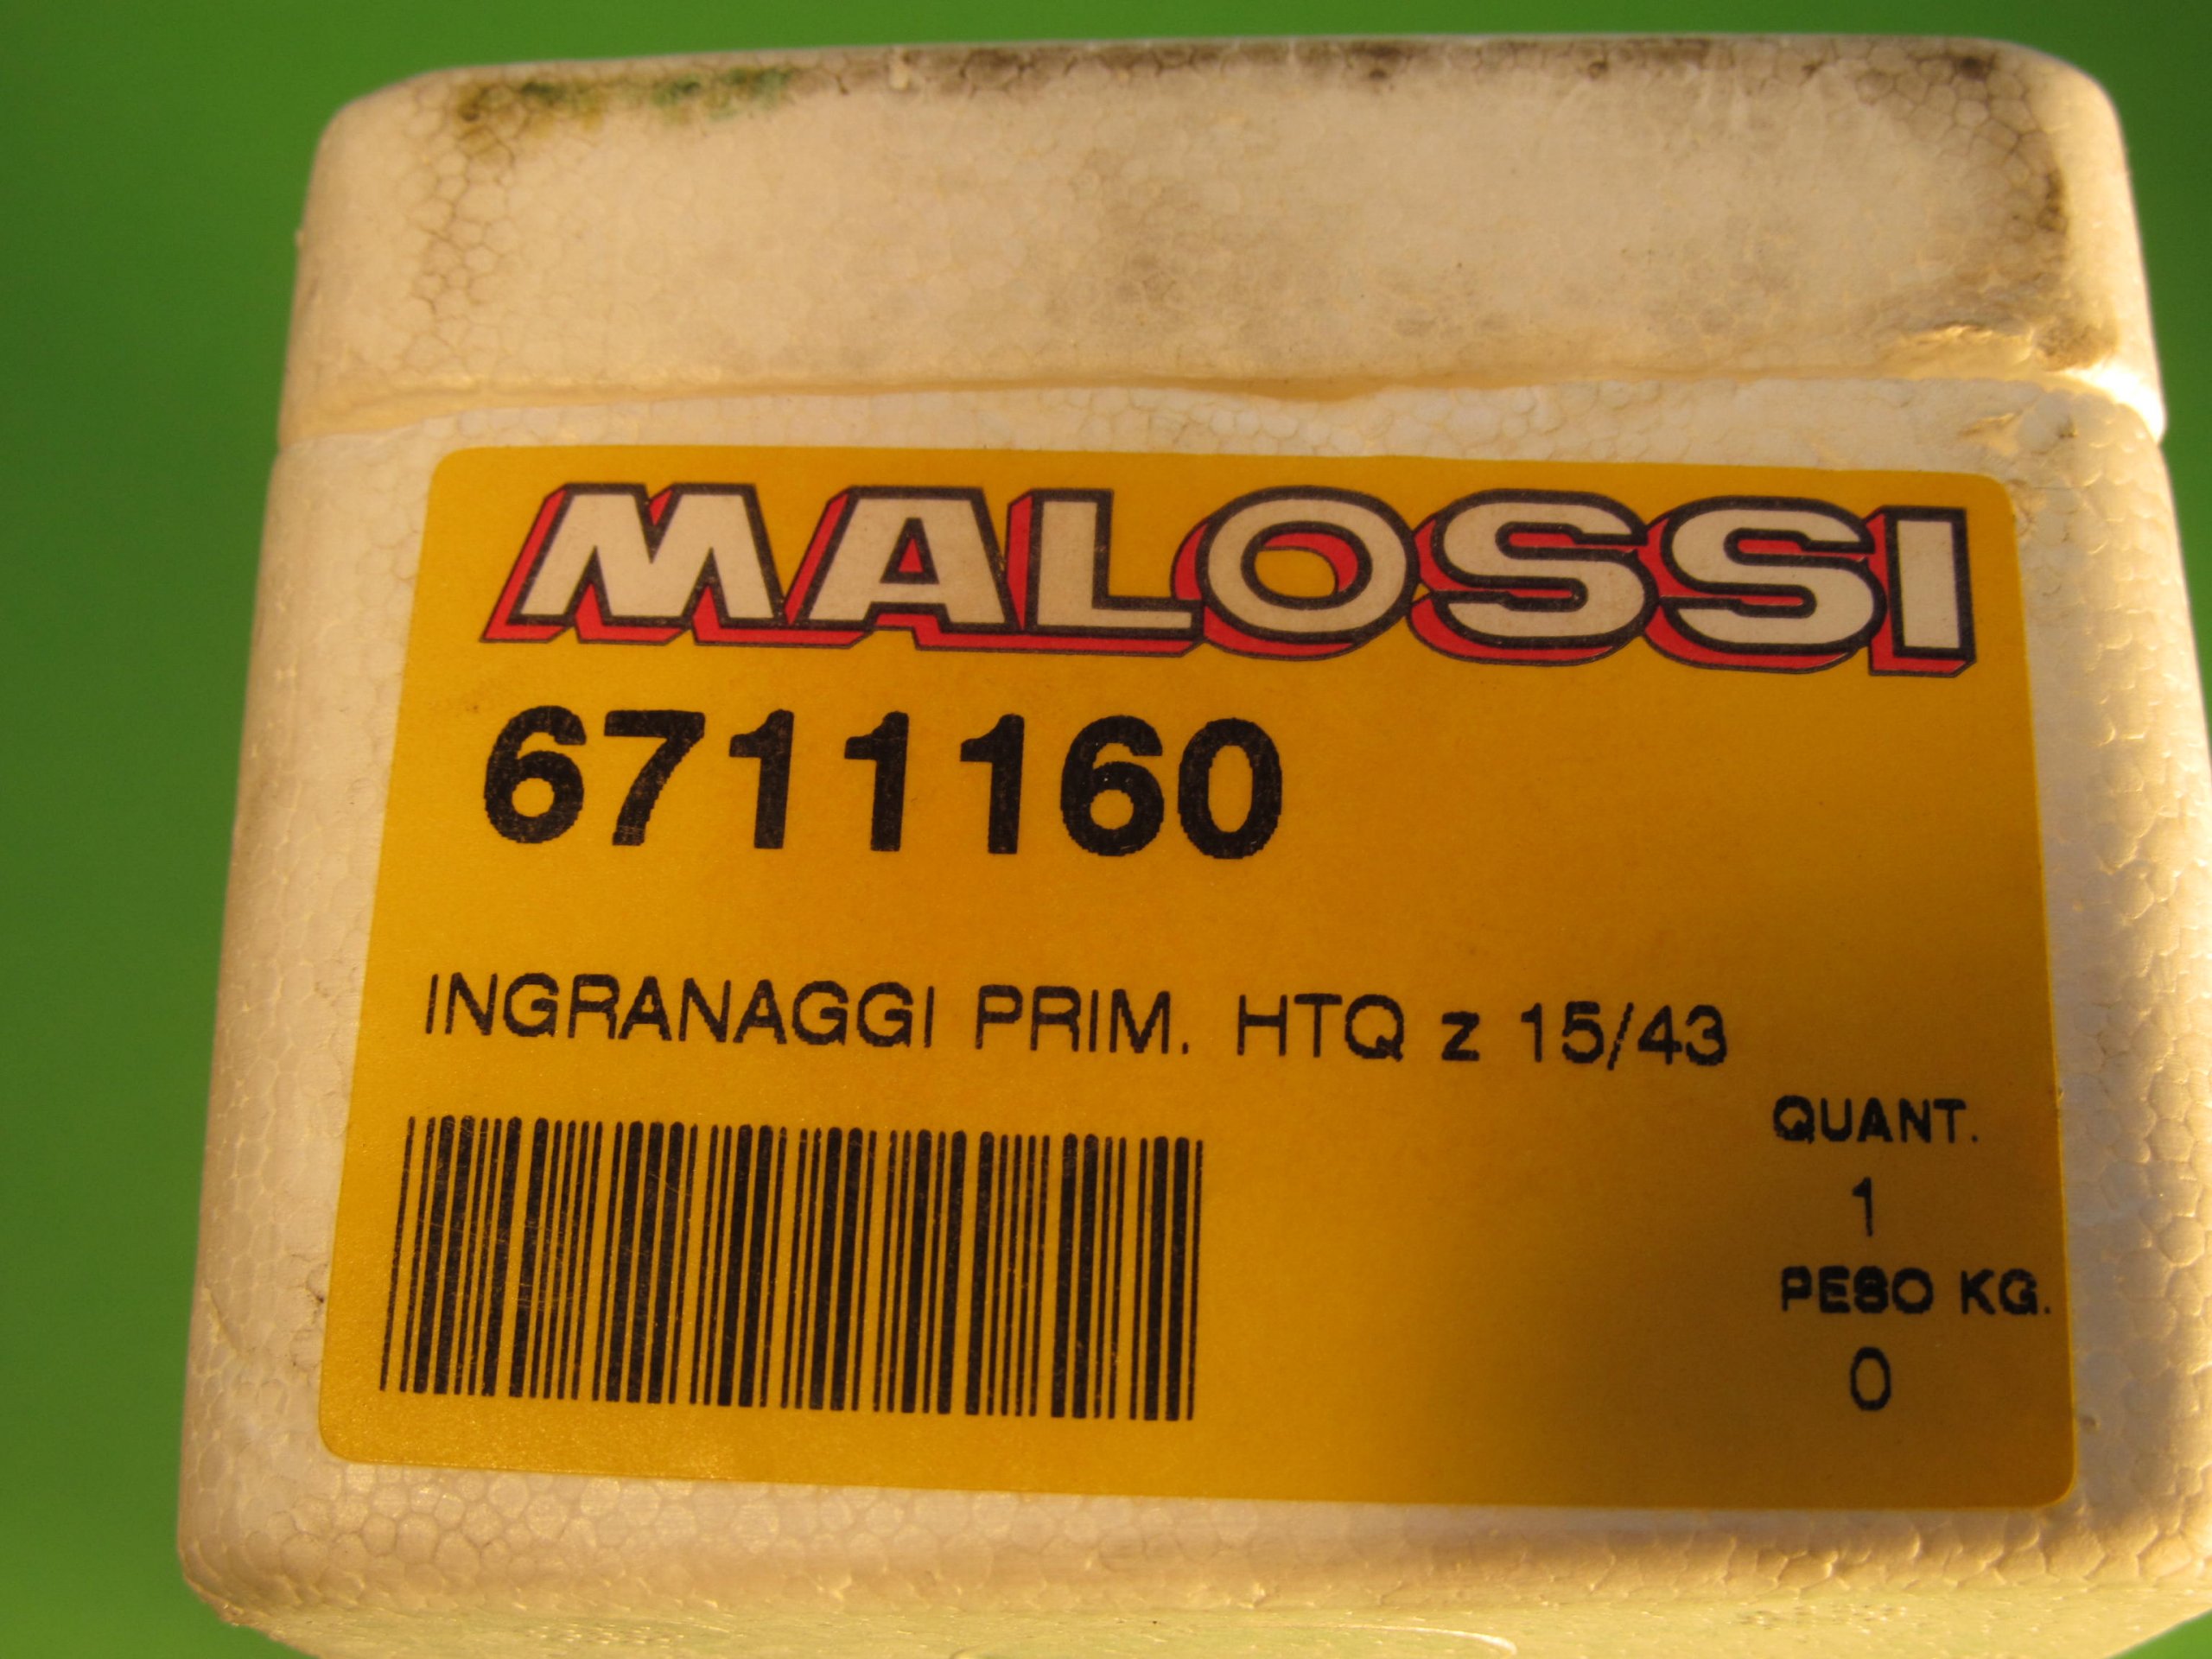 MALOSSI
6711160
INGRANAGGI PRIM. HTQ z 15/43
QUANT.
1
PESO KG.
0